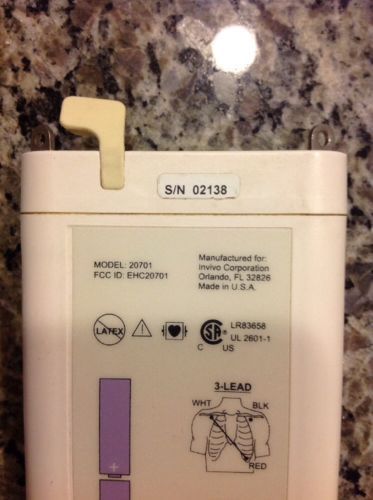 S/N 02138
MODEL: 20701
FCC ID: EHC20701
Manufactured for:
Invivo Corporation
Orlando, FL 32826
Made in U.S.A.
LATEX
SA
C US
LR83658
UL 2601-1
3-LEAD
WHT BLK
RED
+